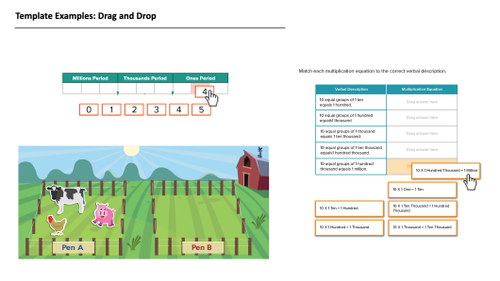 Template Examples: Drag and Drop
Millions Period Thousands Period Ones Period
4
0 1 2 3 4 5
Pen A Pen B
Match each multiplication equation to the correct verbal description.
Verbal Description Multiplication Equation
10 equal groups of 1 ten
equals 1 hundred.
Drag answer here
10 equal groups of 1 hundred
equals 1 thousand.
Drag answer here
10 equal groups of 1 thousand
equals 1 ten thousand.
Drag answer here
10 equal groups of 1 ten thousand
equals 1 hundred thousand.
Drag answer here
10 equal groups of 1 hundred
thousand equals 1 million.
10 X 1 Hundred Thousand = 1 Million
10 X 1 One = 1 Ten
10 X 1 Ten = 1 Hundred
10 X 1 Ten Thousand = 1 Hundred
Thousand
10 X 1 Hundred = 1 Thousand
10 X 1 Thousand = 1 Ten Thousand